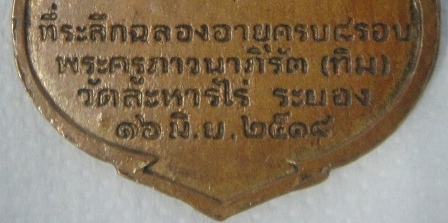 ที่ระลึกฉลองอายุครบ๘รอบ
พระครูภาวนาภิรัต (ทิม)
วัดละหารไร่ ระยอง
๑๖ มิ.ย. ๒๕๑๘